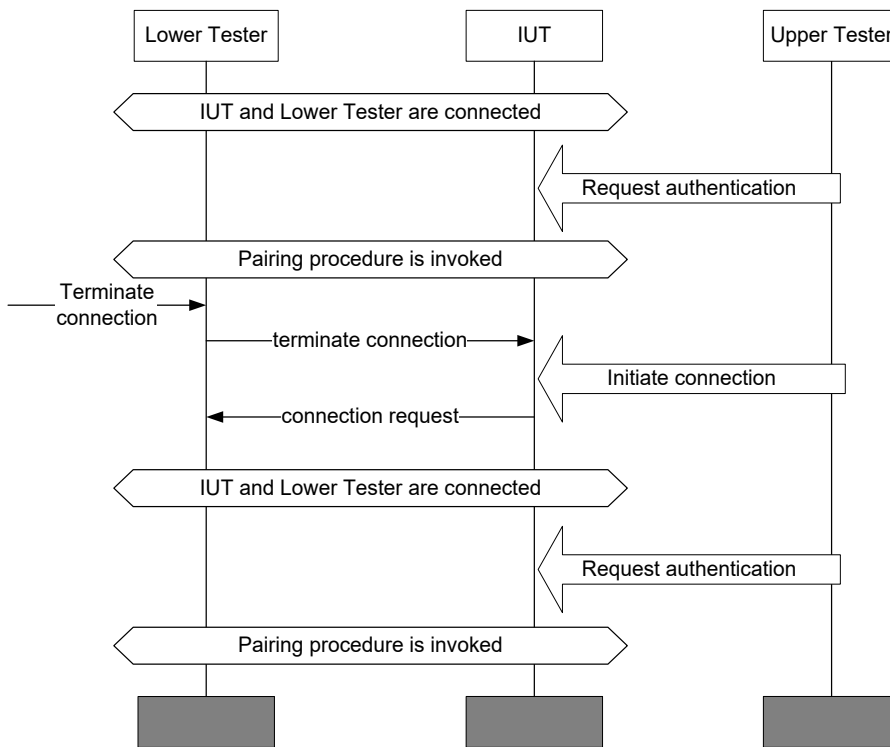 Lower Tester
IUT
Upper Tester
IUT and Lower Tester are connected
Request authentication
Pairing procedure is invoked
Terminate
connection
terminate connection
Initiate connection
connection request
IUT and Lower Tester are connected
Request authentication
Pairing procedure is invoked